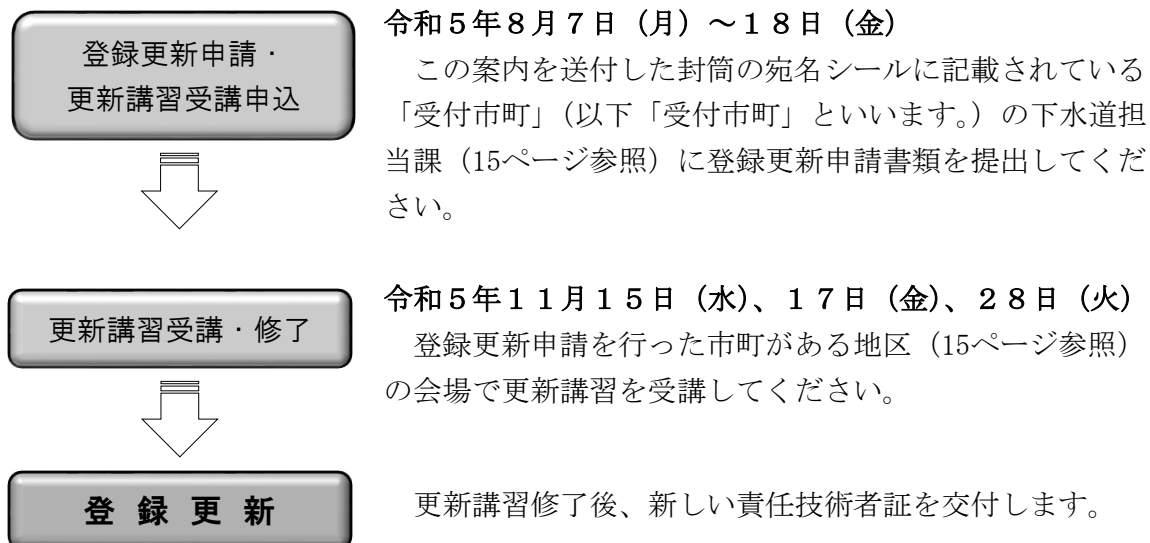 登録更新申請・
更新講習受講申込
令和５年８月７日（月）～１８日（金）
この案内を送付した封筒の宛名シールに記載されている
「受付市町」（以下「受付市町」といいます。）の下水道担
当課（15ページ参照）に登録更新申請書類を提出してくだ
さい。
更新講習受講・修了
令和５年１１月１５日（水）、１７日（金）、２８日（火）
登録更新申請を行った市町がある地区（15ページ参照）
の会場で更新講習を受講してください。
登 録 更 新
更新講習修了後、新しい責任技術者証を交付します。